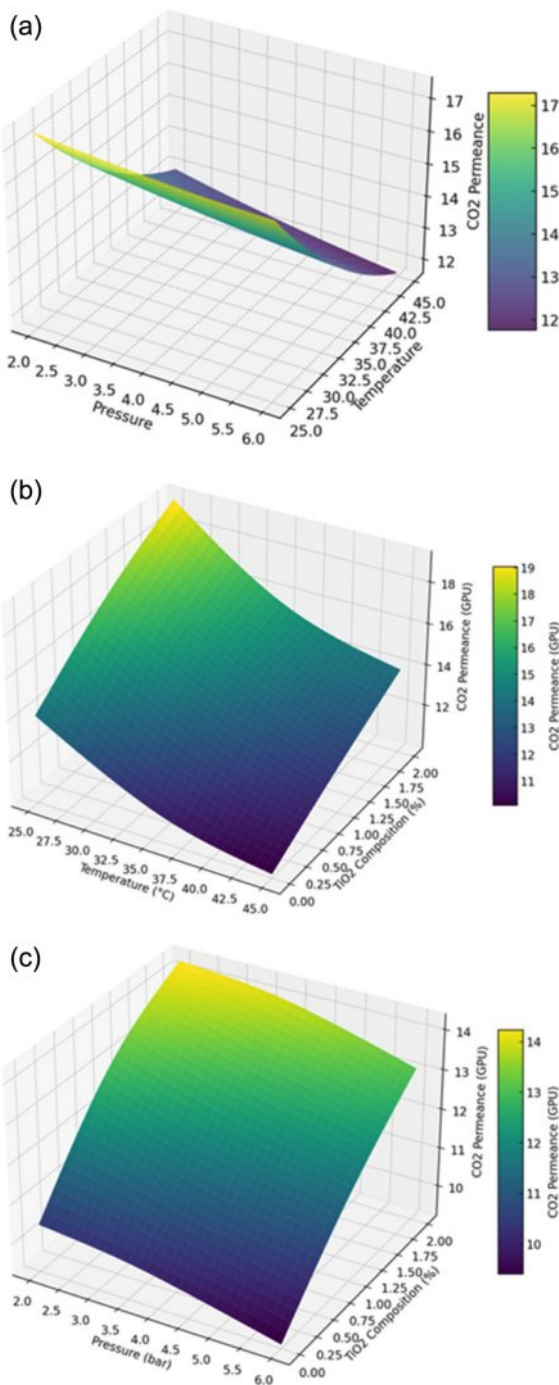 (a)
17
16
15
14
13
12
CO2 Permeance
17
16
15
14
13
12
2.0 2.5 3.0 3.5 4.0 4.5 5.0 5.5 6.0
Pressure
25.0 27.5 30.0 32.5 35.0 37.5 40.0 42.5 45.0
Temperature
(b)
18
16
14
12
CO2 Permeance (GPU)
19
18
17
16
15
14
13
12
11
CO2 Permeance (GPU)
25.0 27.5 30.0 32.5 35.0 37.5 40.0 42.5 45.0
Temperature (°C)
0.00 0.25 0.50 0.75 1.00 1.25 1.50 1.75 2.00
TiO2 Composition (%)
(c)
14
13
12
11
10
CO2 Permeance (GPU)
14
13
12
11
10
CO2 Permeance (GPU)
2.0 2.5 3.0 3.5 4.0 4.5 5.0 5.5 6.0
Pressure (bar)
0.00 0.25 0.50 0.75 1.00 1.25 1.50 1.75 2.00
TiO2 Composition (%)